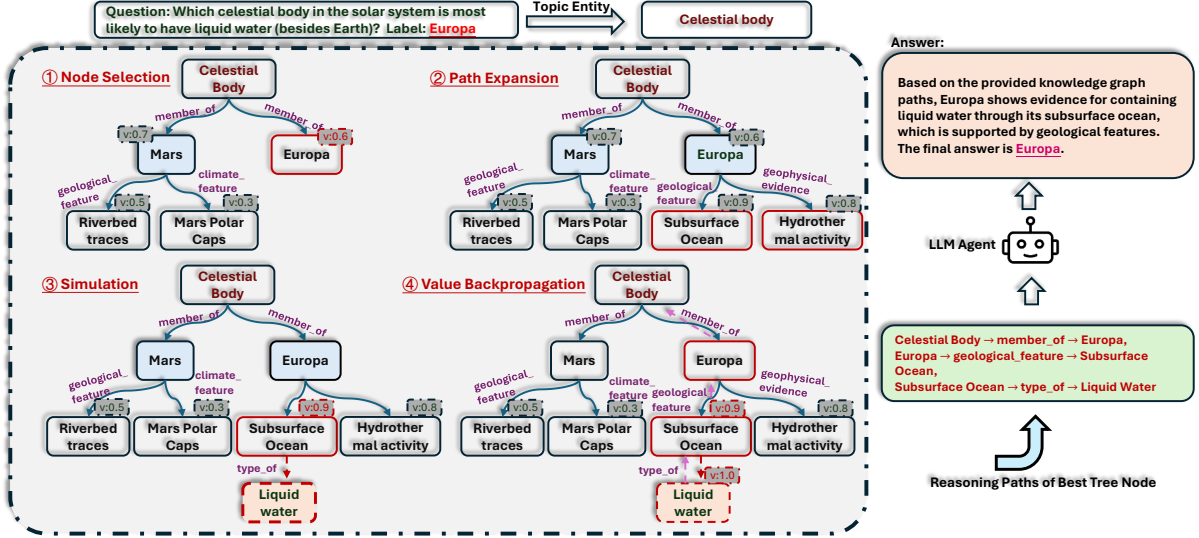 Question: Which celestial body in the solar system is most
likely to have liquid water (besides Earth)? Label: Europa
Topic Entity
Celestial body
① Node Selection
Celestial
Body
member_of
member_of
v:0.7
v:0.6
Mars
Europa
geological_
feature
climate_
feature
v:0.5
v:0.3
Riverbed
traces
Mars Polar
Caps
② Path Expansion
Celestial
Body
member_of
member_of
v:0.7
v:0.6
Mars
Europa
geological_
feature
climate_
feature
geological
feature
geophysical_
evidence
v:0.5
v:0.3
v:0.9
v:0.8
Riverbed
traces
Mars Polar
Caps
Subsurface
Ocean
Hydrother
mal activity
③ Simulation
Celestial
Body
member_of
member_of
Mars
Europa
geological_
feature
climate_
feature
v:0.5
v:0.3
v:0.9
v:0.8
Riverbed
traces
Mars Polar
Caps
Subsurface
Ocean
Hydrother
mal activity
type_of
Liquid
water
④ Value Backpropagation
Celestial
Body
member_of
member_of
Mars
Europa
geological_
feature
climate_
feature
geological
feature
geophysical_
evidence
v:0.5
v:0.3
v:0.9
v:0.8
Riverbed
traces
Mars Polar
Caps
Subsurface
Ocean
Hydrother
mal activity
type_of
v:1.0
Liquid
water
Answer:
Based on the provided knowledge graph
paths, Europa shows evidence for containing
liquid water through its subsurface ocean,
which is supported by geological features.
The final answer is Europa.
LLM Agent
Celestial Body → member_of → Europa,
Europa → geological_feature → Subsurface
Ocean,
Subsurface Ocean → type_of → Liquid Water
Reasoning Paths of Best Tree Node